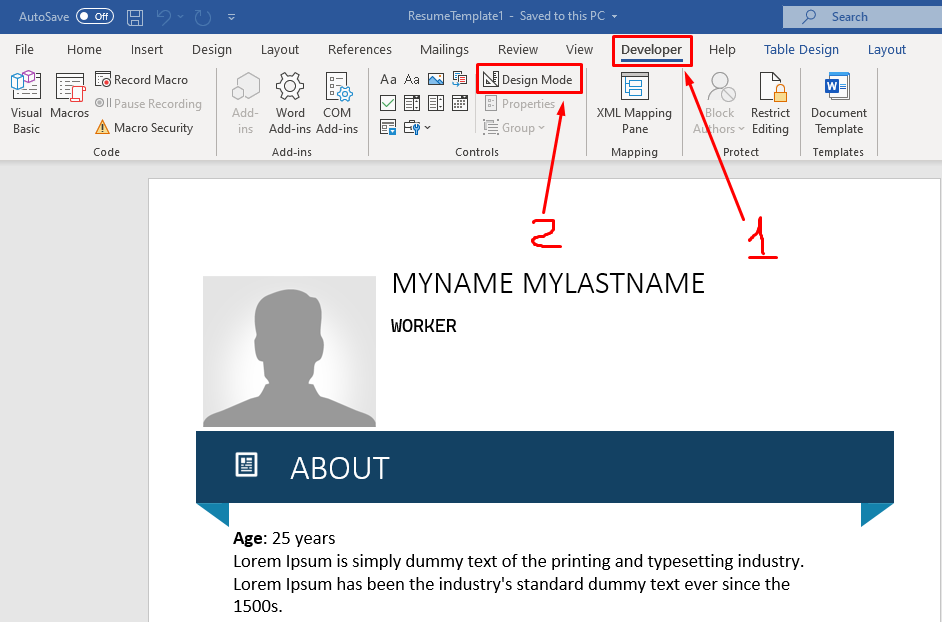 AutoSave Off ResumeTemplate1 - Saved to this PC Search
File Home Insert Design Layout References Mailings Review View Developer Help Table Design Layout
Visual Basic
Macros
Record Macro
Pause Recording
Macro Security
Code
Add-ins
Word Add-ins
COM Add-ins
Add-ins
Aa Aa
Design Mode
Properties
Group
Controls
XML Mapping Pane
Mapping
Block Authors
Restrict Editing
Protect
Document Template
Templates
2
1
MYNAME MYLASTNAME
WORKER
ABOUT
Age: 25 years
Lorem Ipsum is simply dummy text of the printing and typesetting industry.
Lorem Ipsum has been the industry's standard dummy text ever since the
1500s.